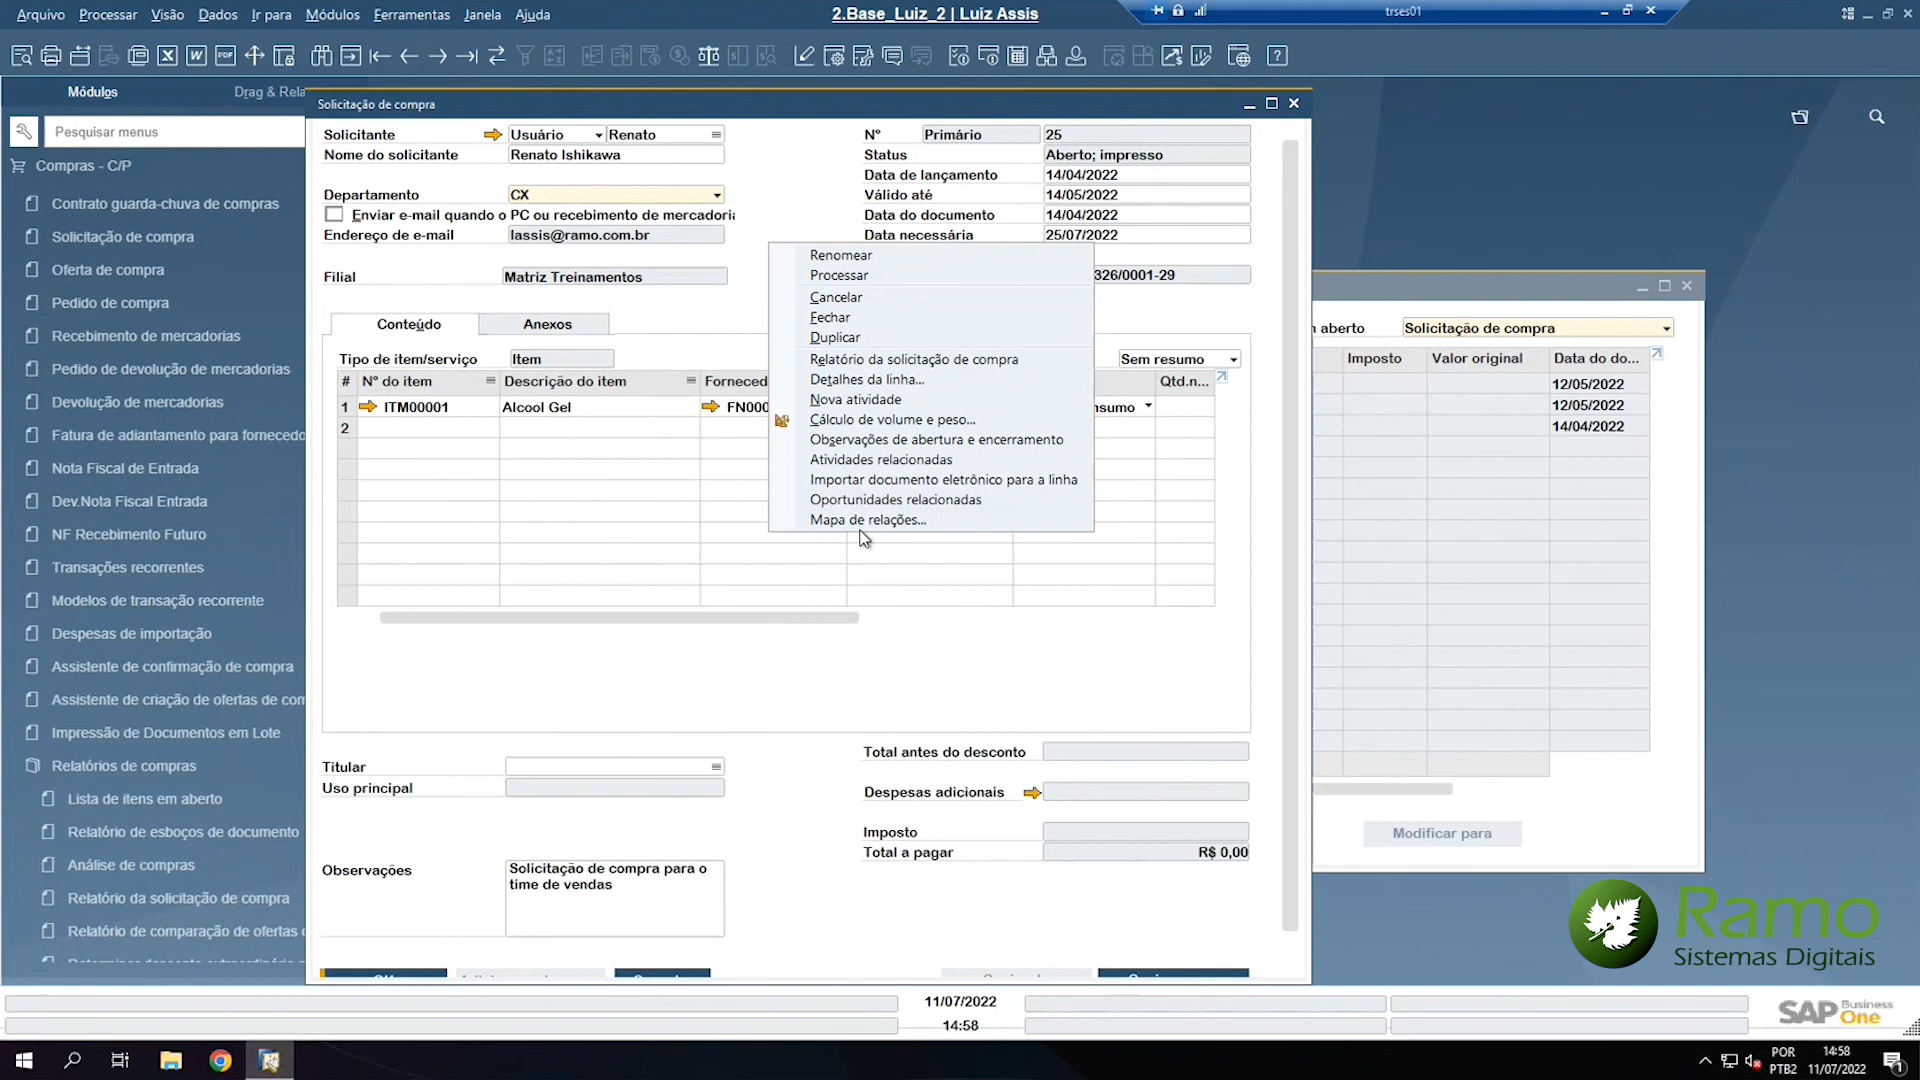 Arquivo Processar Visão Dados Ir para Módulos Ferramentas Janela Ajuda
2.Base_Luiz_2 | Luiz Assis
trses01
Módulos
Drag & Rela
Pesquisar menus
Compras - C/P
Contrato guarda-chuva de compras
Solicitação de compra
Oferta de compra
Pedido de compra
Recebimento de mercadorias
Pedido de devolução de mercadorias
Devolução de mercadorias
Fatura de adiantamento para fornecedo
Nota Fiscal de Entrada
Dev.Nota Fiscal Entrada
NF Recebimento Futuro
Transações recorrentes
Modelos de transação recorrente
Despesas de importação
Assistente de confirmação de compra
Assistente de criação de ofertas de con
Impressão de Documentos em Lote
Relatórios de compras
Lista de itens em aberto
Relatório de esboços de documento
Análise de compras
Relatório da solicitação de compra
Relatório de comparação de ofertas
Solicitação de compra
Solicitante Usuário Renato
Nome do solicitante Renato Ishikawa
Departamento CX
Enviar e-mail quando o PC ou recebimento de mercadoria
Endereço de e-mail lassis@ramo.com.br
Filial Matriz Treinamentos
Nº Primário 25
Status Aberto; impresso
Data de lançamento 14/04/2022
Válido até 14/05/2022
Data do documento 14/04/2022
Data necessária 25/07/2022
326/0001-29
Conteúdo
Anexos
Tipo de item/serviço Item
Sem resumo
# Nº do item Descrição do item Forneced Qtd.n...
1 ITM00001 Alcool Gel FN000 nsumo
2
Renomear
Processar
Cancelar
Fechar
Duplicar
Relatório da solicitação de compra
Detalhes da linha...
Nova atividade
Cálculo de volume e peso...
Observações de abertura e encerramento
Atividades relacionadas
Importar documento eletrônico para a linha
Oportunidades relacionadas
Mapa de relações...
Titular
Uso principal
Observações
Solicitação de compra para o
time de vendas
Total antes do desconto
Despesas adicionais
Imposto
Total a pagar R$ 0,00
aberto Solicitação de compra
Imposto Valor original Data do do...
12/05/2022
12/05/2022
14/04/2022
Modificar para
Ramo
Sistemas Digitais
11/07/2022
14:58
SAP Business One
POR
PTB2
14:58
11/07/2022
1